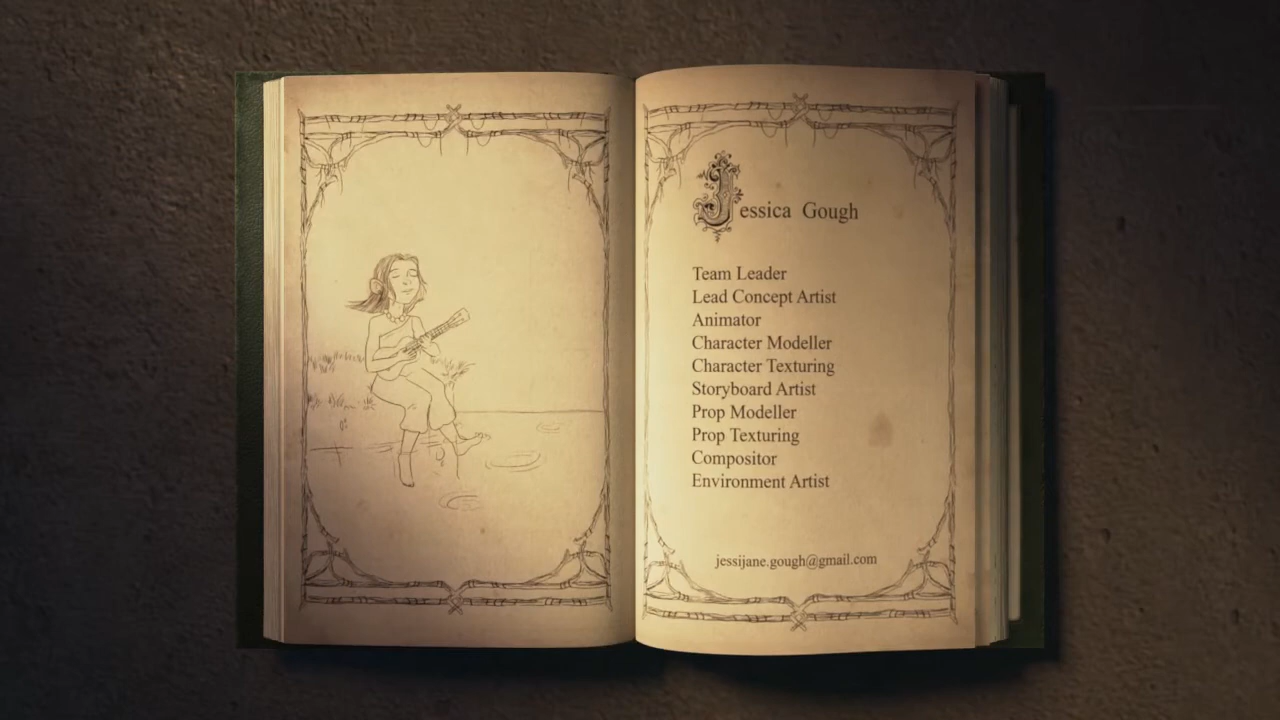 Jessica Gough
Team Leader
Lead Concept Artist
Animator
Character Modeller
Character Texturing
Storyboard Artist
Prop Modeller
Prop Texturing
Compositor
Environment Artist
jessijane.gough@gmail.com